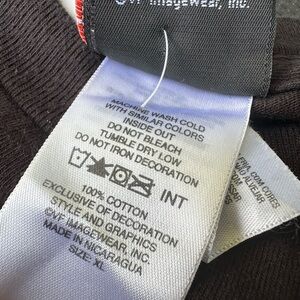 ©VF Imagewear, Inc.
MACHINE WASH COLD
WITH SIMILAR COLORS
INSIDE OUT
DO NOT BLEACH
TUMBLE DRY LOW
DO NOT IRON DECORATION
INT
100% COTTON
EXCLUSIVE OF DECORATION
STYLE AND GRAPHICS
©VF IMAGEWEAR, INC.
MADE IN NICARAGUA
SIZE: XL